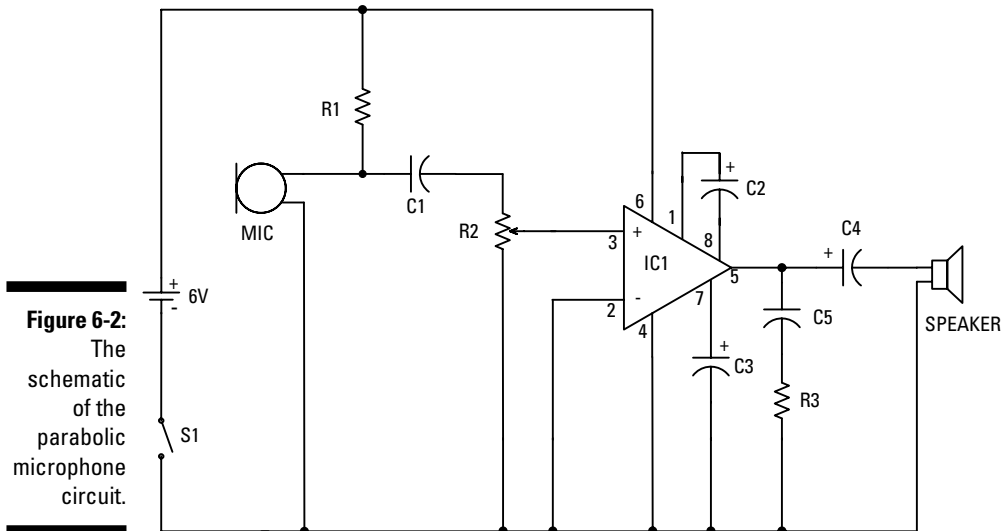 Figure 6-2:
The
schematic
of the
parabolic
microphone
circuit.
+
6V
-
S1
R1
MIC
C1
R2
6
1
+
C2
3
+
8
IC1
5
2
-
7
4
+
C3
+
C4
C5
R3
SPEAKER